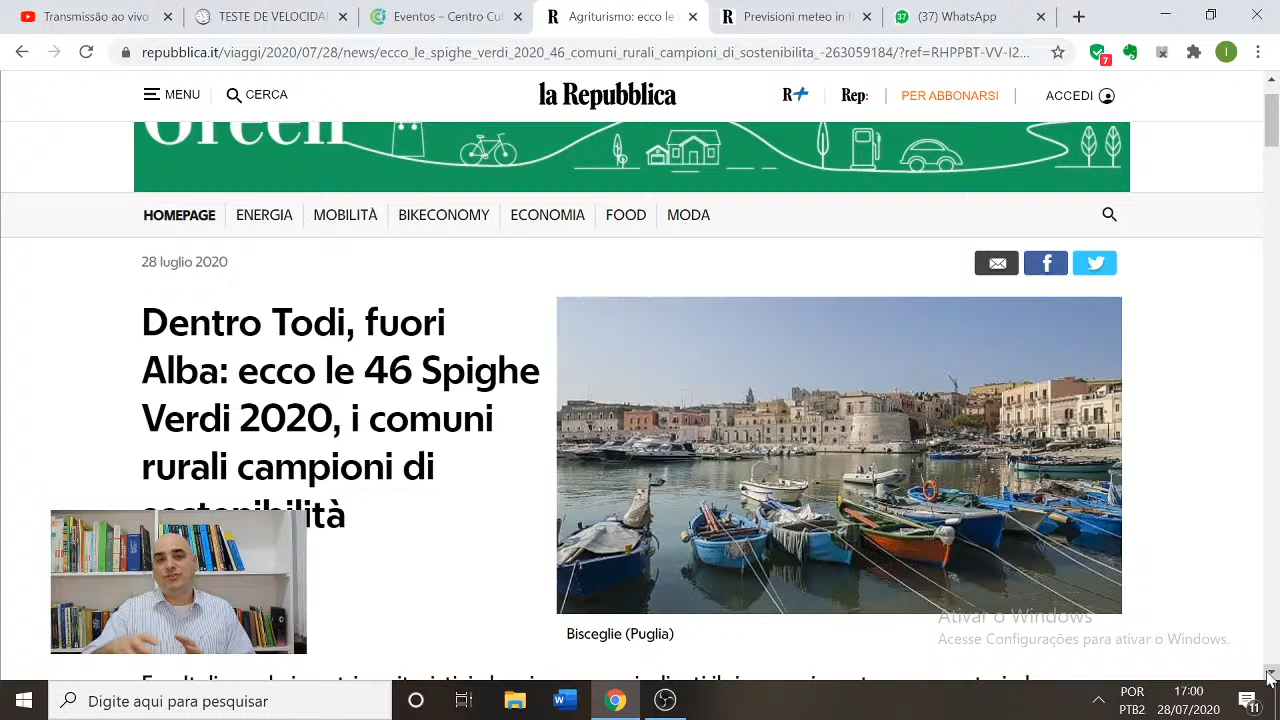 Transmissão ao vivo
TESTE DE VELOCIDA
Eventos – Centro Cul
Agriturismo: ecco le
Previsioni meteo in I
37
(37) WhatsApp
repubblica.it/viaggi/2020/07/28/news/ecco_le_spighe_verdi_2020_46_comuni_rurali_campioni_di_sostenibilita_-263059184/?ref=RHPPBT-VV-I2...
7
I
MENU
CERCA
la Repubblica
R+
Rep:
PER ABBONARSI
ACCEDI
Green
HOMEPAGE
ENERGIA
MOBILITÀ
BIKECONOMY
ECONOMIA
FOOD
MODA
28 luglio 2020
Dentro Todi, fuori
Alba: ecco le 46 Spighe
Verdi 2020, i comuni
rurali campioni di
sostenibilità
Bisceglie (Puglia)
Ativar o Windows
Acesse Configurações para ativar o Windows.
Digite aqui para pesquisar
POR
PTB2
17:00
28/07/2020
11